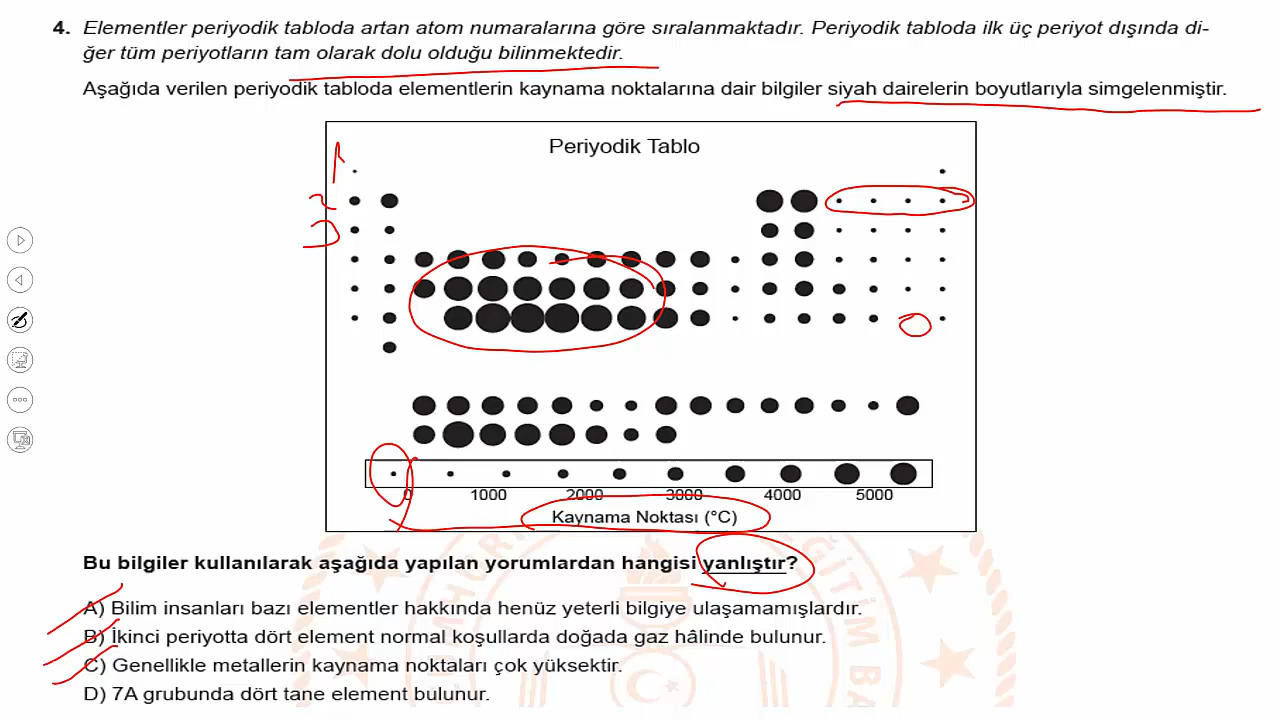 4. Elementler periyodik tabloda artan atom numaralarına göre sıralanmaktadır. Periyodik tabloda ilk üç periyot dışında di-
ğer tüm periyotların tam olarak dolu olduğu bilinmektedir.
Aşağıda verilen periyodik tabloda elementlerin kaynama noktalarına dair bilgiler siyah dairelerin boyutlarıyla simgelenmiştir.
Periyodik Tablo
1
2
3
0 1000 2000 3000 4000 5000
Kaynama Noktası (°C)
Bu bilgiler kullanılarak aşağıda yapılan yorumlardan hangisi yanlıştır?
A) Bilim insanları bazı elementler hakkında henüz yeterli bilgiye ulaşamamışlardır.
B) İkinci periyotta dört element normal koşullarda doğada gaz hâlinde bulunur.
C) Genellikle metallerin kaynama noktaları çok yüksektir.
D) 7A grubunda dört tane element bulunur.